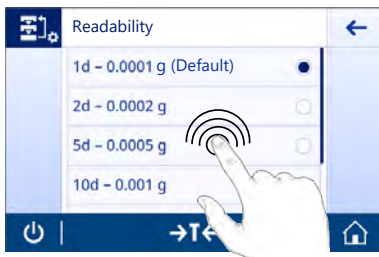 Readability
1d – 0.0001 g (Default)
2d – 0.0002 g
5d – 0.0005 g
10d – 0.001 g
→T←